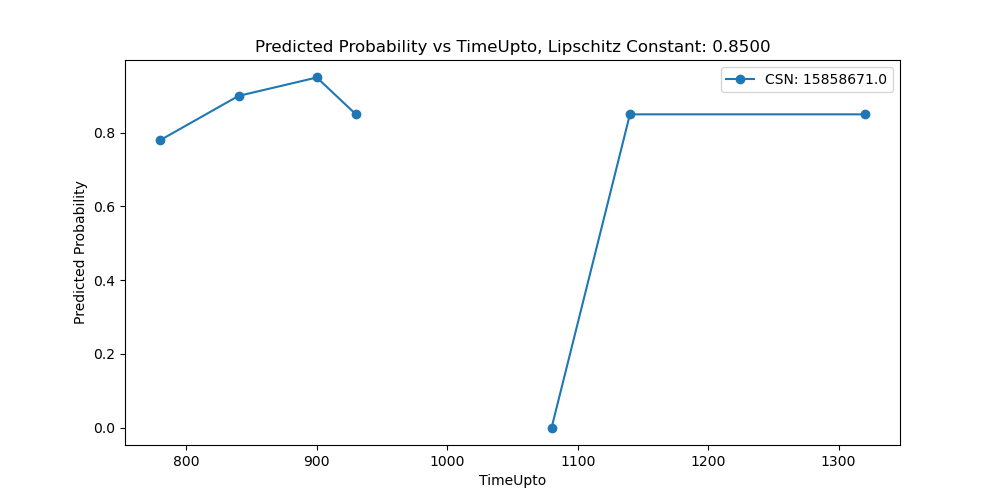 Predicted Probability vs TimeUpto, Lipschitz Constant: 0.8500
CSN: 15858671.0
Predicted Probability
0.8
0.6
0.4
0.2
0.0
800 900 1000 1100 1200 1300
TimeUpto